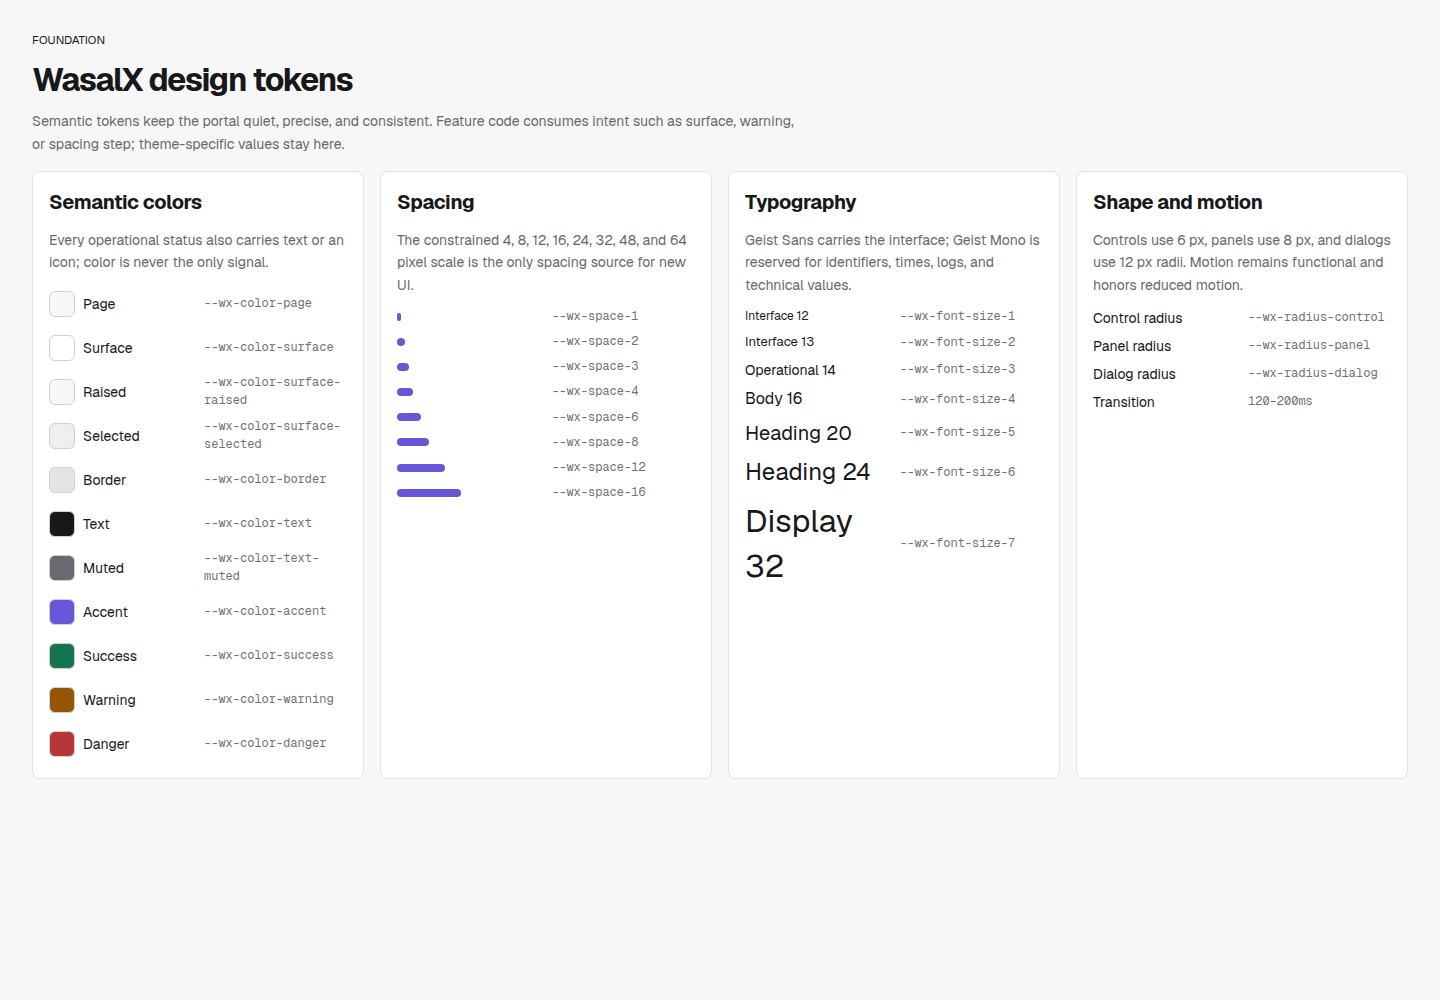 FOUNDATION
WasalX design tokens
Semantic tokens keep the portal quiet, precise, and consistent. Feature code consumes intent such as surface, warning,
or spacing step; theme-specific values stay here.
Semantic colors
Every operational status also carries text or an
icon; color is never the only signal.
Page --wx-color-page
Surface --wx-color-surface
Raised --wx-color-surface-
raised
Selected --wx-color-surface-
selected
Border --wx-color-border
Text --wx-color-text
Muted --wx-color-text-
muted
Accent --wx-color-accent
Success --wx-color-success
Warning --wx-color-warning
Danger --wx-color-danger
Spacing
The constrained 4, 8, 12, 16, 24, 32, 48, and 64
pixel scale is the only spacing source for new
UI.
--wx-space-1
--wx-space-2
--wx-space-3
--wx-space-4
--wx-space-6
--wx-space-8
--wx-space-12
--wx-space-16
Typography
Geist Sans carries the interface; Geist Mono is
reserved for identifiers, times, logs, and
technical values.
Interface 12 --wx-font-size-1
Interface 13 --wx-font-size-2
Operational 14 --wx-font-size-3
Body 16 --wx-font-size-4
Heading 20 --wx-font-size-5
Heading 24 --wx-font-size-6
Display
32 --wx-font-size-7
Shape and motion
Controls use 6 px, panels use 8 px, and dialogs
use 12 px radii. Motion remains functional and
honors reduced motion.
Control radius --wx-radius-control
Panel radius --wx-radius-panel
Dialog radius --wx-radius-dialog
Transition 120–200ms